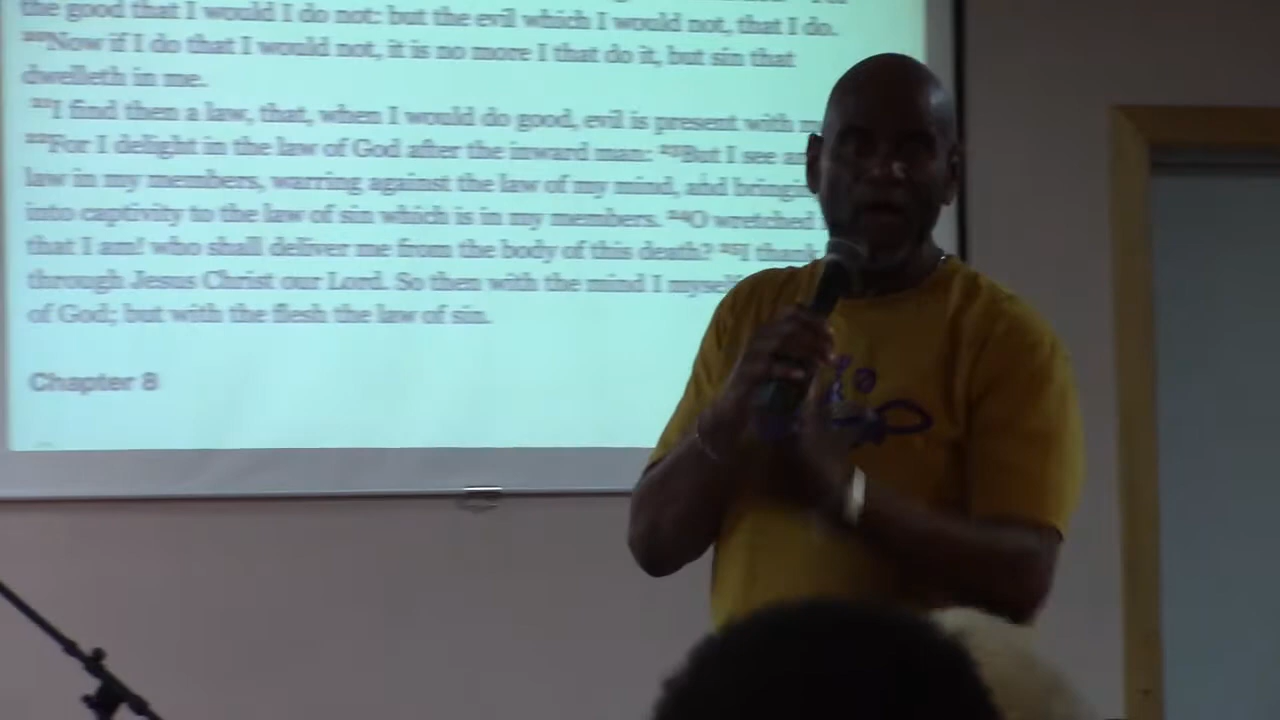 the good that I would I do not: but the evil which I would not, that I do.
²⁰Now if I do that I would not, it is no more I that do it, but sin that
dwelleth in me.
²¹I find then a law, that, when I would do good, evil is present with
²²For I delight in the law of God after the inward man: ²³But I see
law in my members, warring against the law of my mind, and
into captivity to the law of sin which is in my members. ²⁴O wretched
that I am! who shall deliver me from the body of this death? ²⁵I thank
through Jesus Christ our Lord. So then with the mind I
of God; but with the flesh the law of sin.
Chapter 8